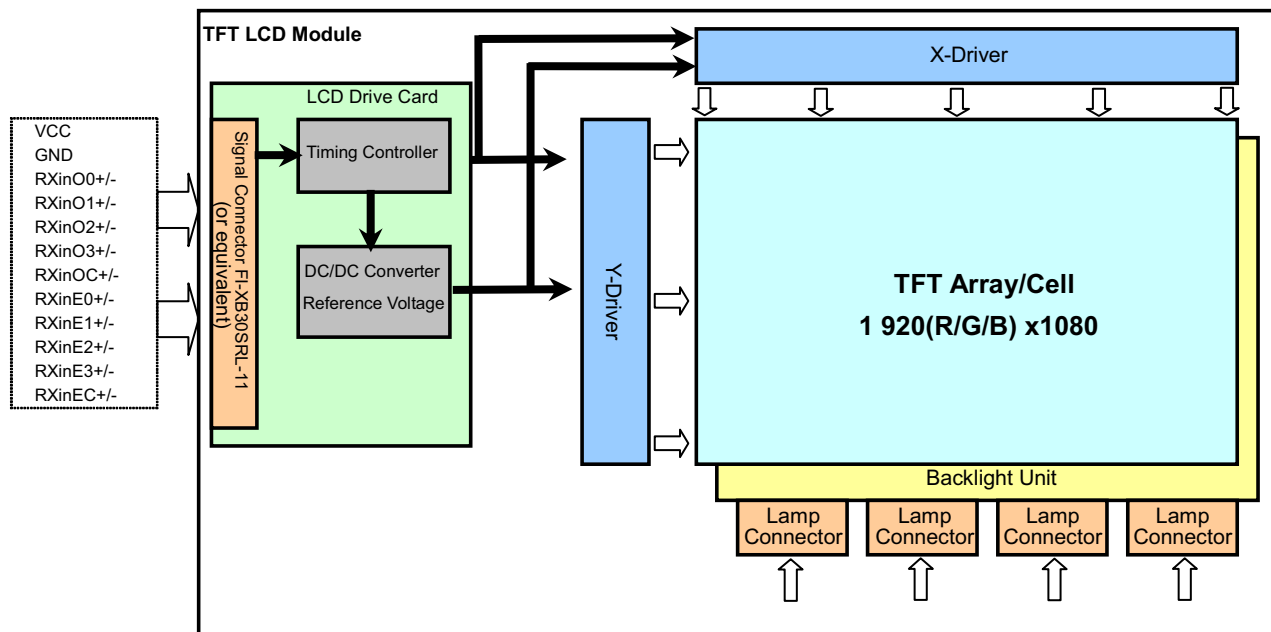 TFT LCD Module
X-Driver
LCD Drive Card
VCC
GND
RXinO0+/-
RXinO1+/-
RXinO2+/-
RXinO3+/-
RXinOC+/-
RXinE0+/-
RXinE1+/-
RXinE2+/-
RXinE3+/-
RXinEC+/-
Signal Connector FI-XB30SRL-11
(or equivalent)
Timing Controller
DC/DC Converter
Reference Voltage
Y-Driver
TFT Array/Cell
1 920(R/G/B) x1080
Backlight Unit
Lamp
Connector
Lamp
Connector
Lamp
Connector
Lamp
Connector